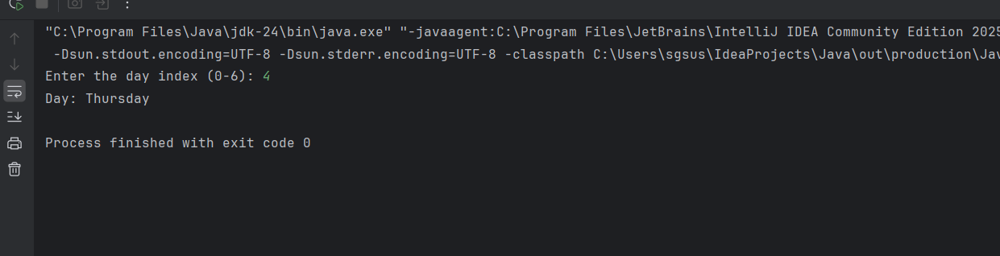 "C:\Program Files\Java\jdk-24\bin\java.exe" "-javaagent:C:\Program Files\JetBrains\IntelliJ IDEA Community Edition 2025
-Dsun.stdout.encoding=UTF-8 -Dsun.stderr.encoding=UTF-8 -classpath C:\Users\sgsus\IdeaProjects\Java\out\production\Jav
Enter the day index (0-6): 4
Day: Thursday
Process finished with exit code 0